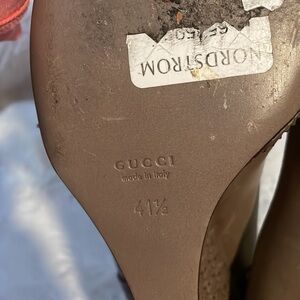 NORDSTROM
GUCCI
made in Italy
41½